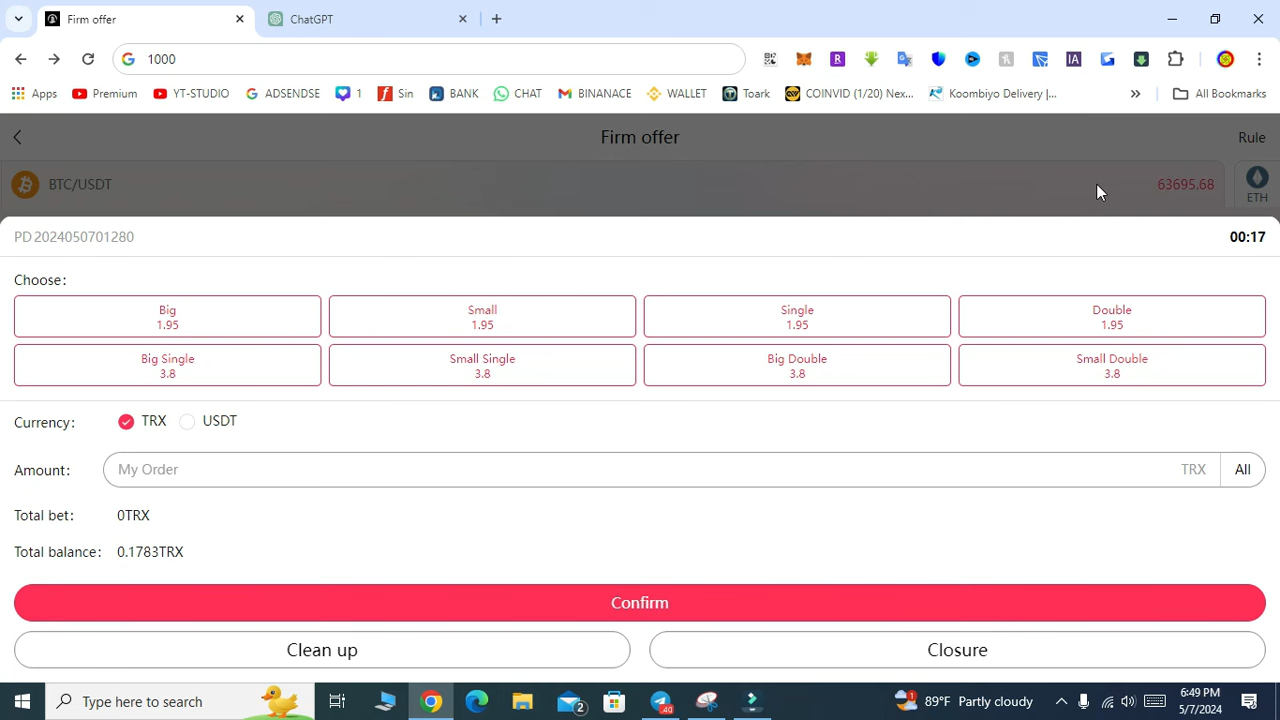 Firm offer
ChatGPT
1000
Apps
Premium
YT-STUDIO
ADSENDSE
1
Sin
BANK
CHAT
BINANACE
WALLET
Toark
COINVID (1/20) Nex...
Koombiyo Delivery |...
All Bookmarks
Firm offer
Rule
BTC/USDT
63695.68
ETH
PD2024050701280
00:17
Choose:
Big
1.95
Small
1.95
Single
1.95
Double
1.95
Big Single
3.8
Small Single
3.8
Big Double
3.8
Small Double
3.8
Currency: TRX USDT
Amount: My Order TRX All
Total bet: 0TRX
Total balance: 0.1783TRX
Confirm
Clean up
Closure
Type here to search
2
.40
1
89°F Partly cloudy
6:49 PM
5/7/2024